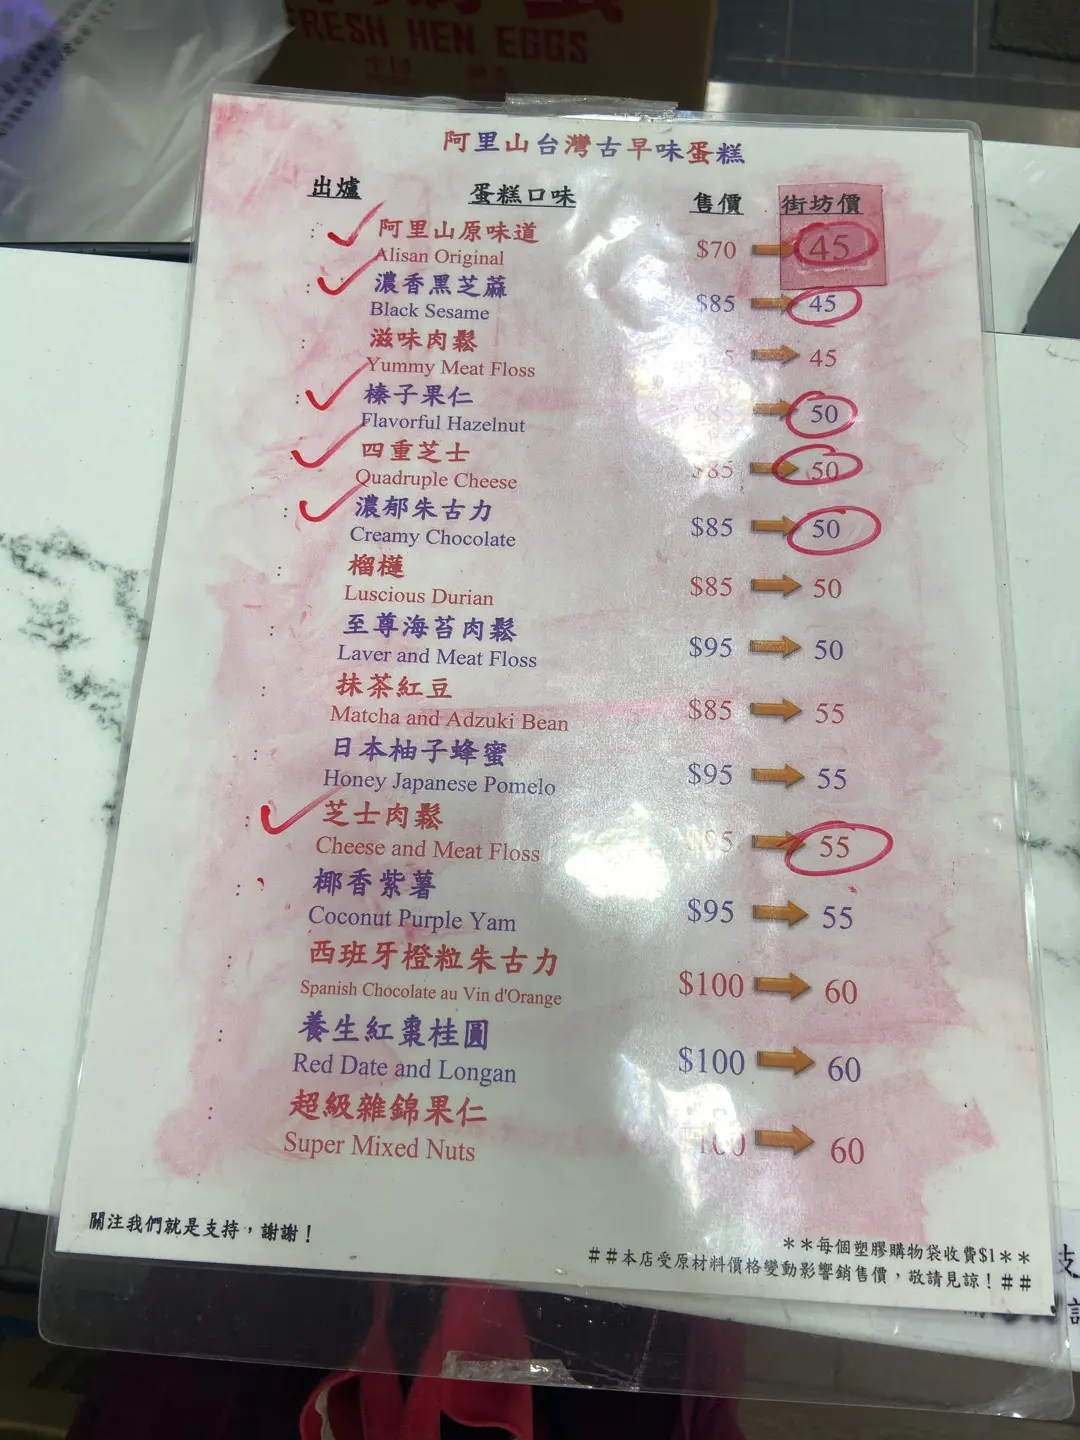 FRESH HEN EGGS
阿里山台灣古早味蛋糕
出爐 蛋糕口味 售價 街坊價
: 阿里山原味道
Alisan Original $70 45
: 濃香黑芝蔴
Black Sesame $85 45
: 滋味肉鬆
Yummy Meat Floss 45
: 榛子果仁
Flavorful Hazelnut $85 50
四重芝士
Quadruple Cheese $85 50
: 濃郁朱古力
Creamy Chocolate $85 50
: 榴槤
Luscious Durian $85 50
: 至尊海苔肉鬆
Laver and Meat Floss $95 50
: 抹茶紅豆
Matcha and Adzuki Bean $85 55
: 日本柚子蜂蜜
Honey Japanese Pomelo $95 55
: 芝士肉鬆
Cheese and Meat Floss $95 55
: 椰香紫薯
Coconut Purple Yam $95 55
: 西班牙橙粒朱古力
Spanish Chocolate au Vin d'Orange $100 60
: 養生紅棗桂圓
Red Date and Longan $100 60
: 超級雜錦果仁
Super Mixed Nuts 100 60
關注我們就是支持，謝謝！
**每個塑膠購物袋收費$1**
##本店受原材料價格變動影響銷售價，敬請見諒！##